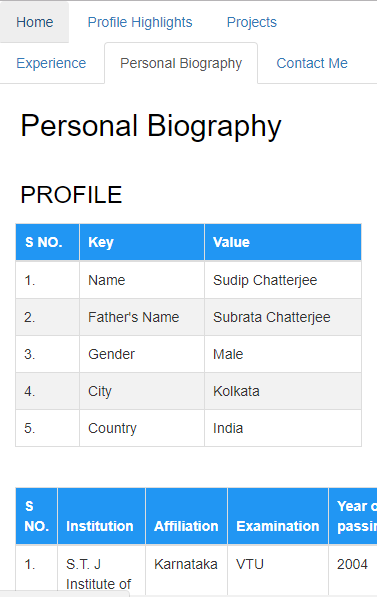 Home Profile Highlights Projects
Experience Personal Biography Contact Me
Personal Biography
PROFILE
S NO. Key Value
1. Name Sudip Chatterjee
2. Father's Name Subrata Chatterjee
3. Gender Male
4. City Kolkata
5. Country India
S NO. Institution Affiliation Examination Year
1. S.T. J Institute of Karnataka VTU 2004